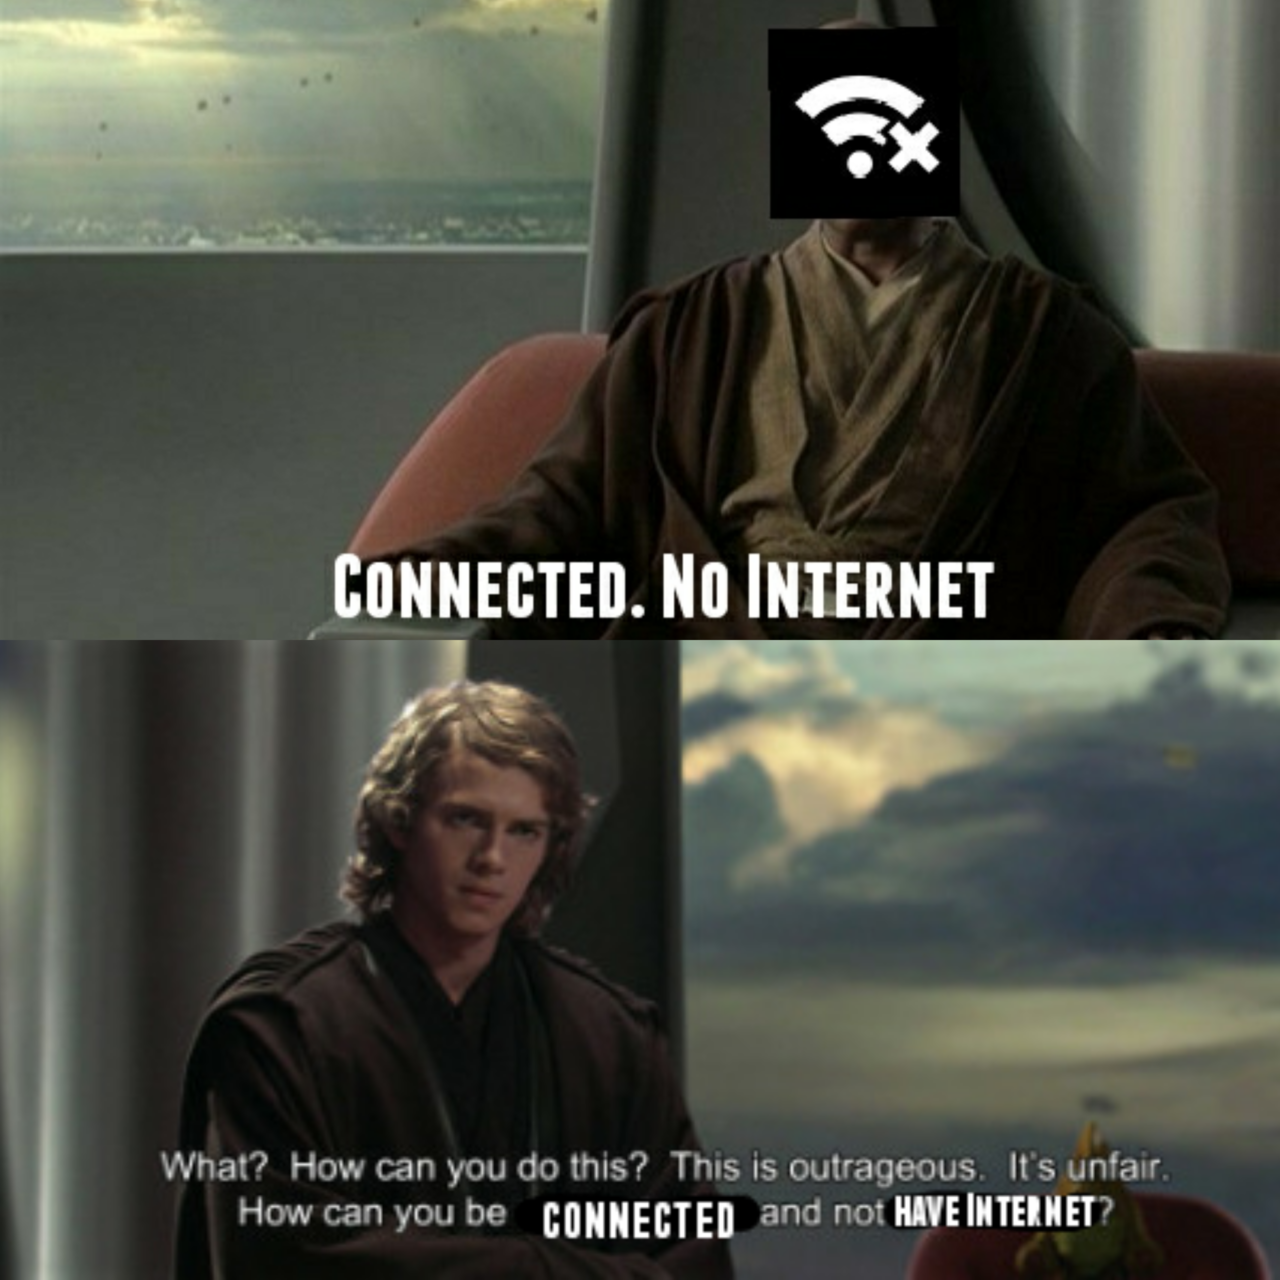 CONNECTED. NO INTERNET
What? How can you do this? This is outrageous. It's unfair.
How can you be CONNECTED and not HAVE INTERNET?